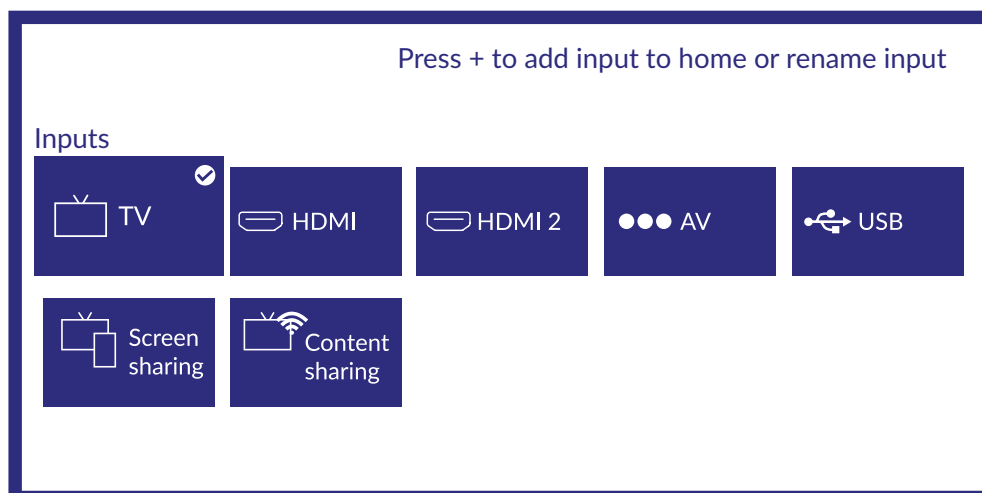 Press + to add input to home or rename input
Inputs
TV
HDMI
HDMI 2
AV
USB
Screen
sharing
Content
sharing